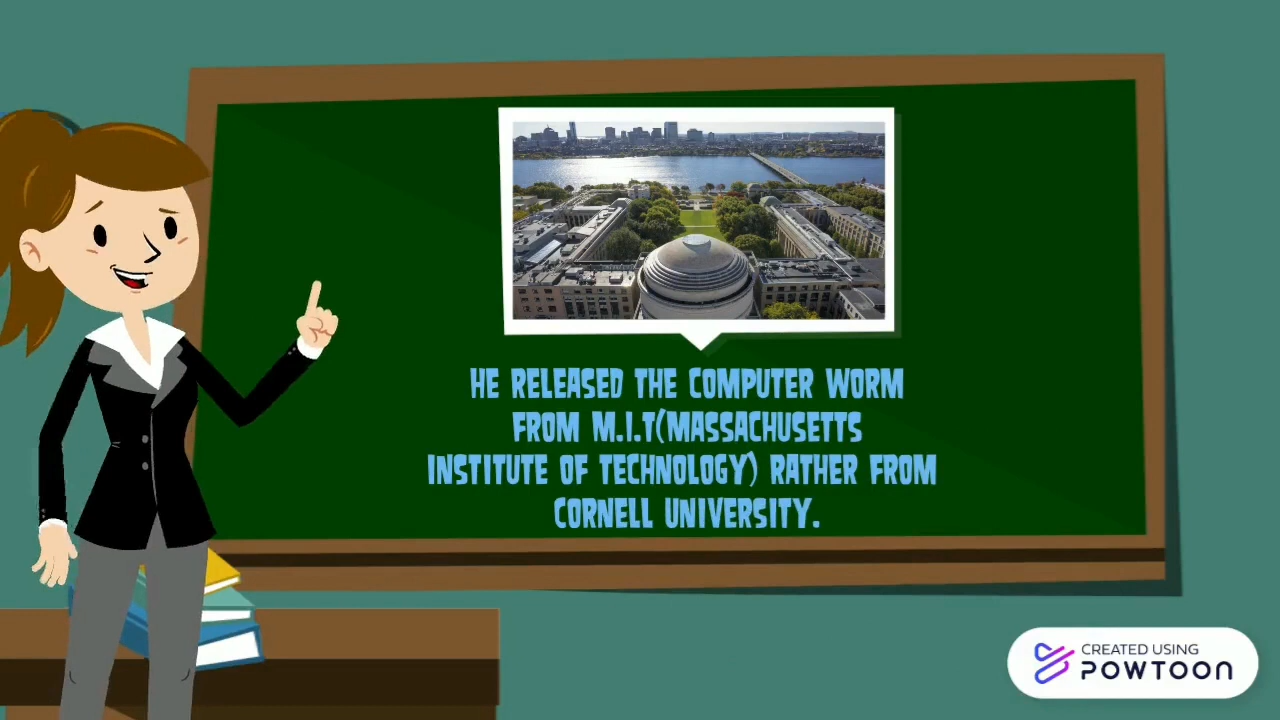 HE RELEASED THE COMPUTER WORM
FROM M.I.T(MASSACHUSETTS
INSTITUTE OF TECHNOLOGY) RATHER FROM
CORNELL UNIVERSITY.
CREATED USING
POWTOON